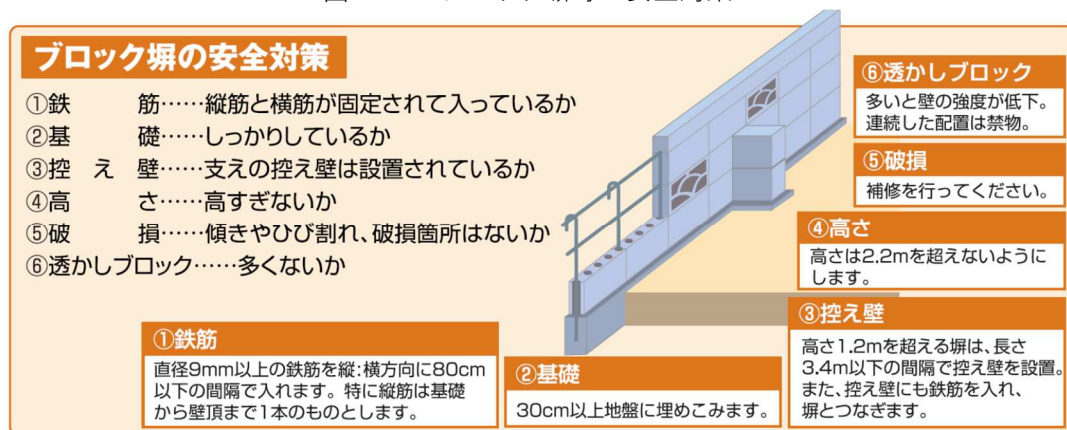 ブロック塀の安全対策
①鉄　　　筋……縦筋と横筋が固定されて入っているか
②基　　　礎……しっかりしているか
③控　え　壁……支えの控え壁は設置されているか
④高　　　さ……高すぎないか
⑤破　　　損……傾きやひび割れ、破損箇所はないか
⑥透かしブロック……多くないか
⑥透かしブロック
多いと壁の強度が低下。
連続した配置は禁物。
⑤破損
補修を行ってください。
④高さ
高さは2.2mを超えないように
します。
③控え壁
高さ1.2mを超える塀は、長さ
3.4m以下の間隔で控え壁を設置。
また、控え壁にも鉄筋を入れ、
塀とつなぎます。
①鉄筋
直径9mm以上の鉄筋を縦:横方向に80cm
以下の間隔で入れます。特に縦筋は基礎
から壁頂まで1本のものとします。
②基礎
30cm以上地盤に埋めこみます。